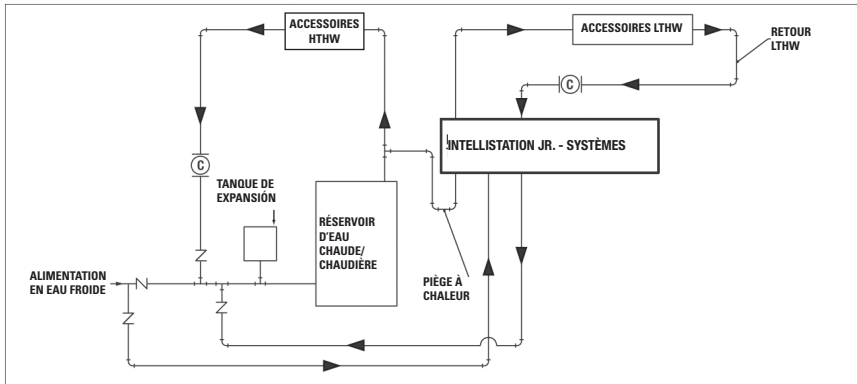 ACCESSOIRES
HTHW
ACCESSOIRES LTHW
RETOUR
LTHW
C
INTELLISTATION JR. - SYSTÈMES
C
TANQUE DE
EXPANSIÓN
RÉSERVOIR
D'EAU
CHAUDE/
CHAUDIÈRE
PIÈGE À
CHALEUR
ALIMENTATION
EN EAU FROIDE